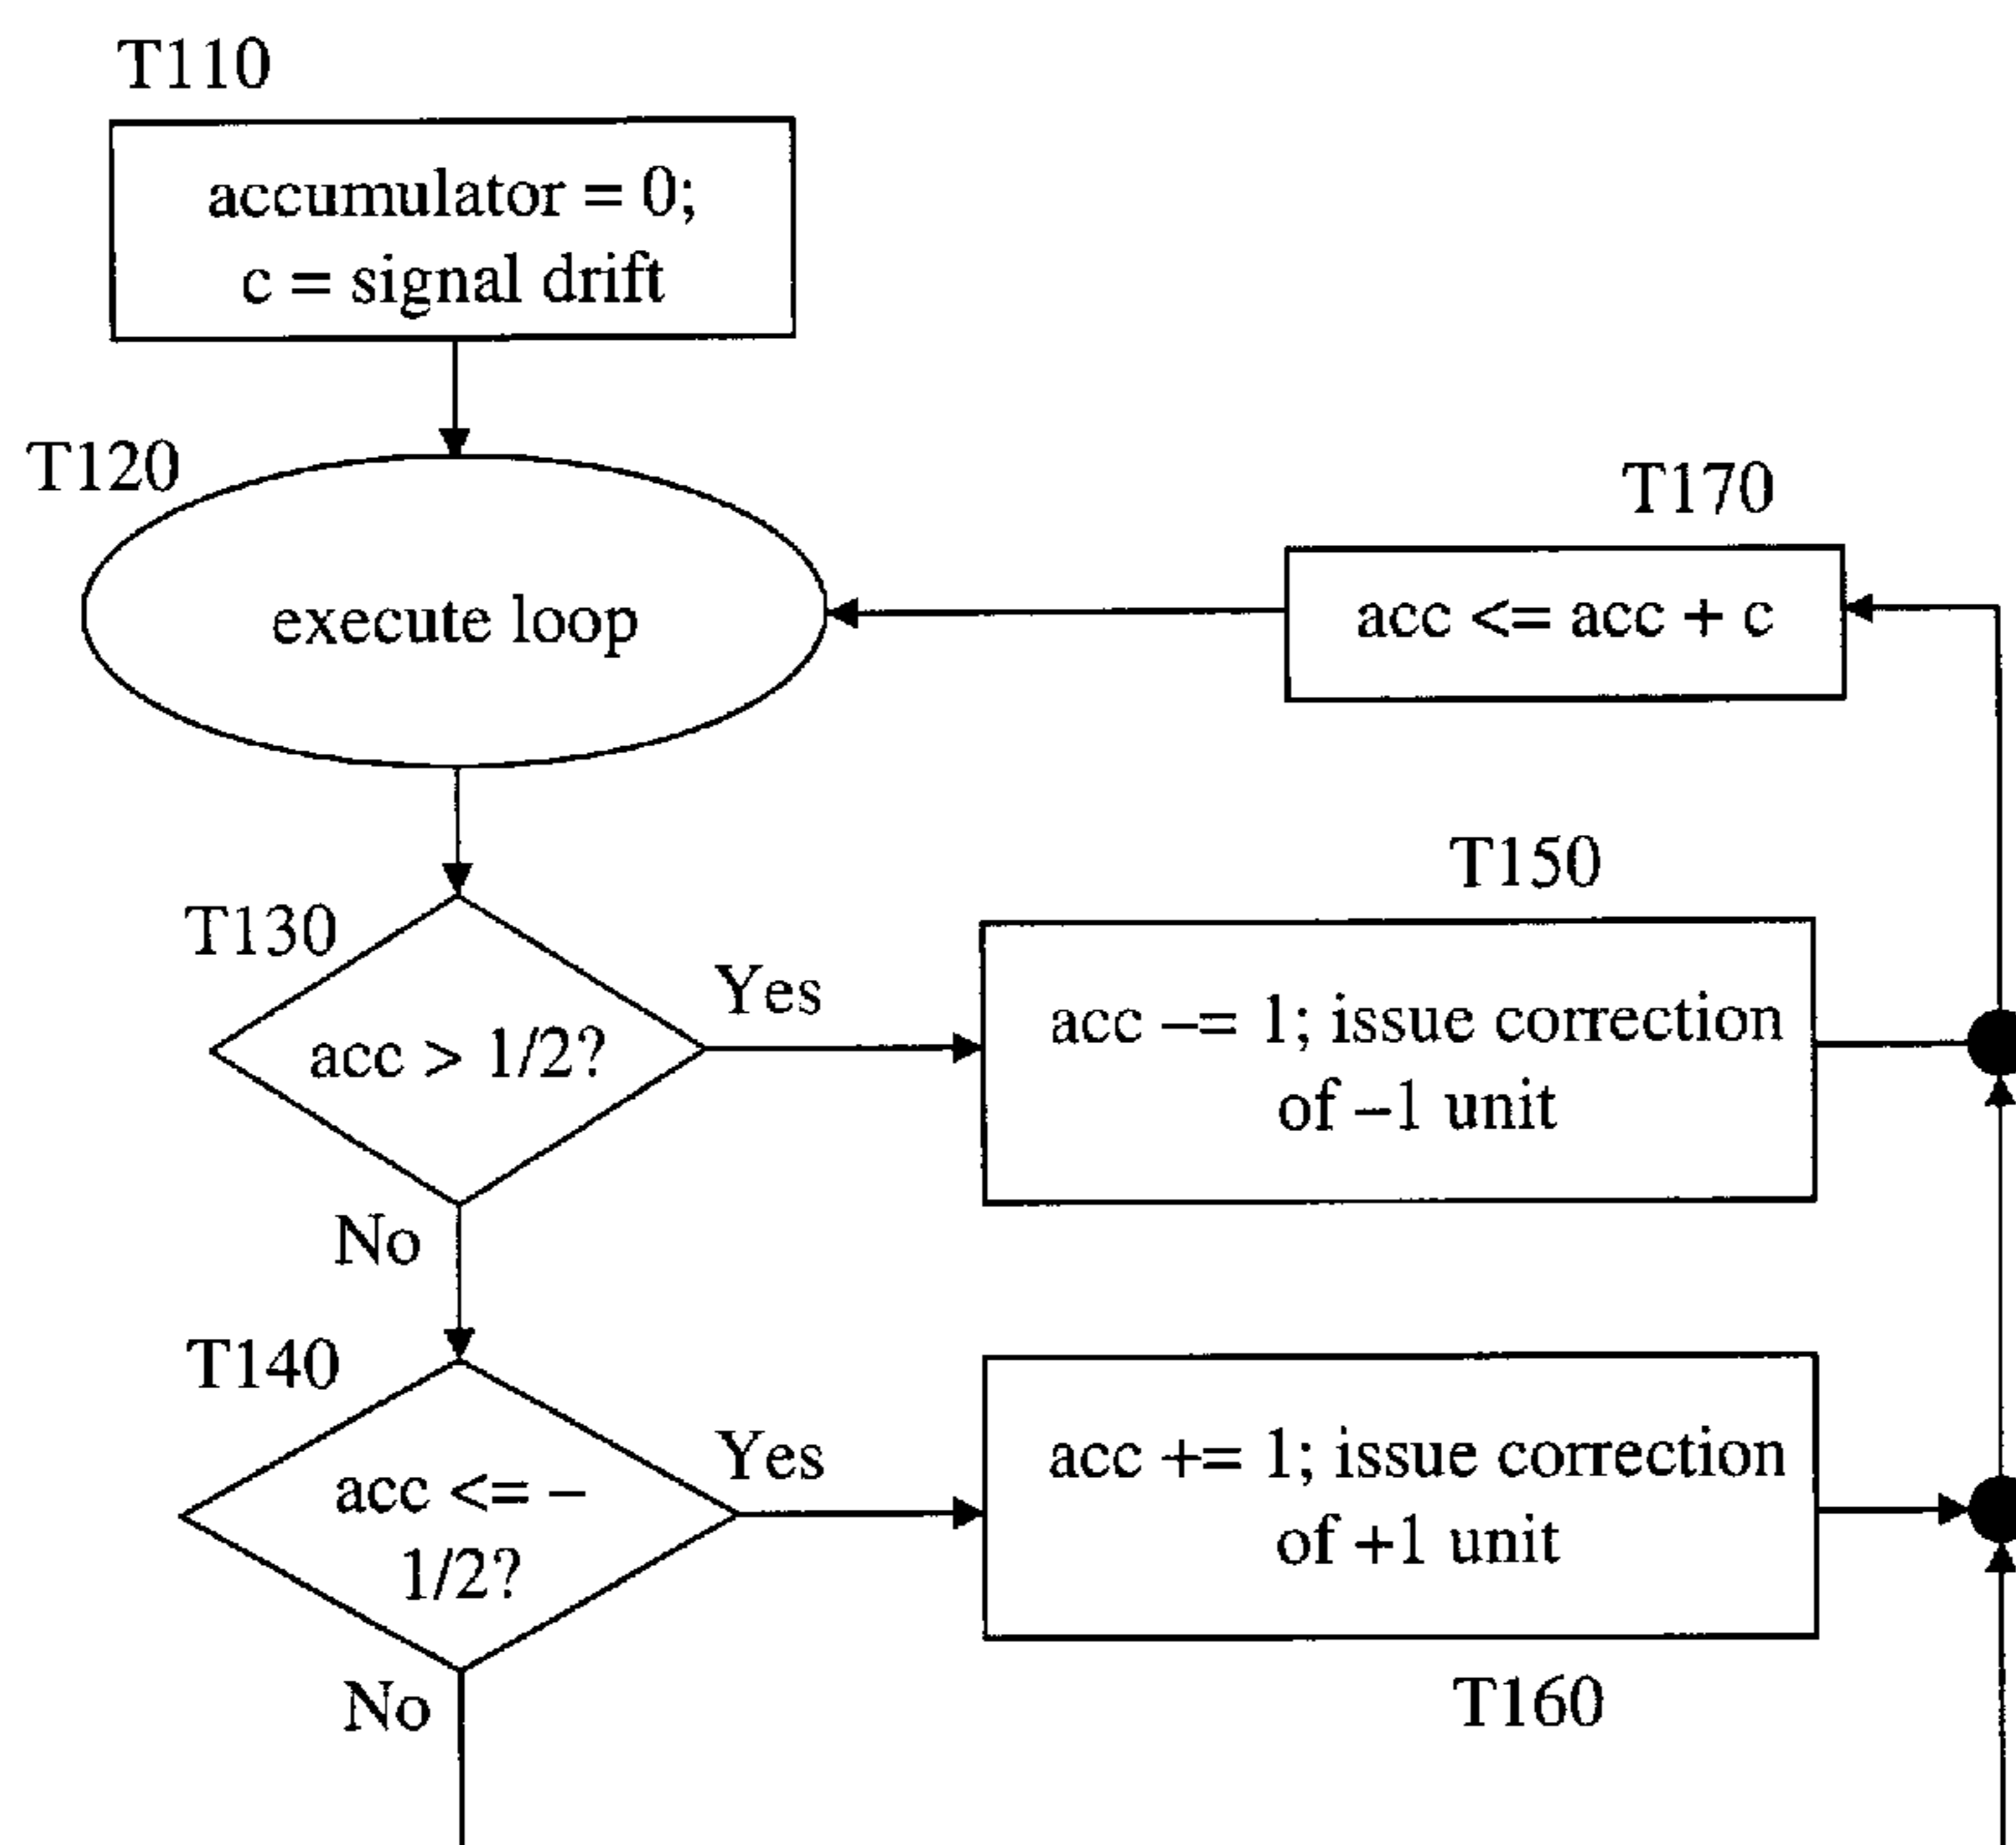 T110
accumulator = 0;
c = signal drift
T120
execute loop
T170
acc <= acc + c
T130
acc > 1/2?
Yes
T150
acc –= 1; issue correction
of –1 unit
No
T140
acc <= –
1/2?
Yes
acc += 1; issue correction
of +1 unit
T160
No